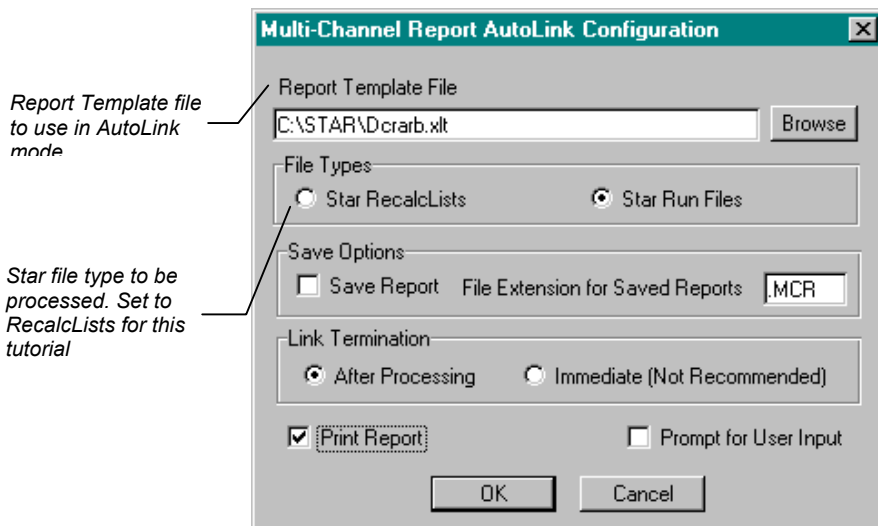 Multi-Channel Report AutoLink Configuration
Report Template file
to use in AutoLink
mode
Report Template File
C:\STAR\Dcrarb.xlt
Browse
File Types
Star RecalcLists
Star Run Files
Star file type to be
processed. Set to
RecalcLists for this
tutorial
Save Options
Save Report
File Extension for Saved Reports
.MCR
Link Termination
After Processing
Immediate (Not Recommended)
Print Report
Prompt for User Input
OK
Cancel